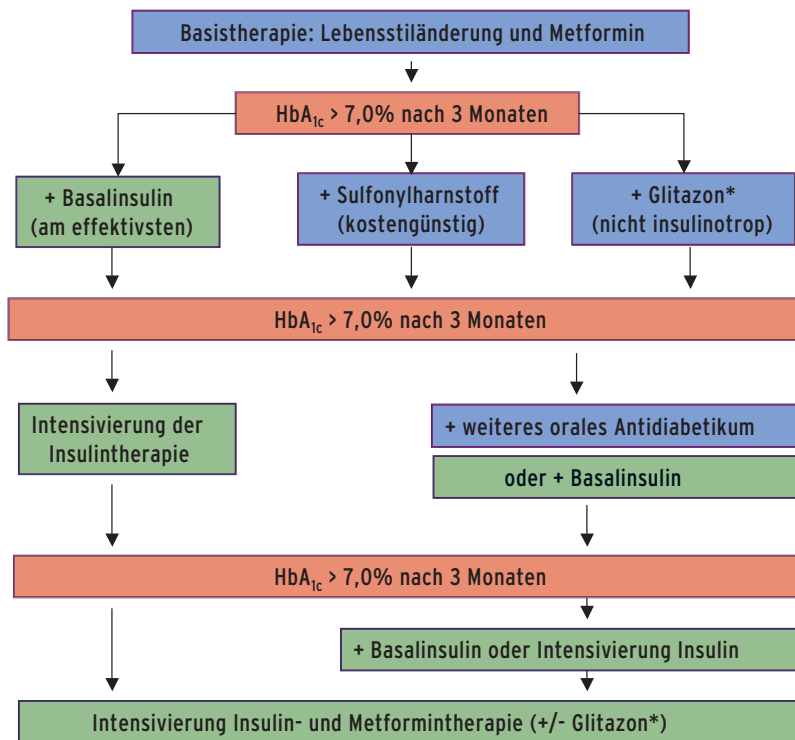 Basistherapie: Lebensstiländerung und Metformin
HbA1c > 7,0% nach 3 Monaten
+ Basalinsulin
(am effektivsten)
+ Sulfonylharnstoff
(kostengünstig)
+ Glitazon*
(nicht insulinotrop)
HbA1c > 7,0% nach 3 Monaten
Intensivierung der
Insulintherapie
+ weiteres orales Antidiabetikum
oder + Basalinsulin
HbA1c > 7,0% nach 3 Monaten
+ Basalinsulin oder Intensivierung Insulin
Intensivierung Insulin- und Metformintherapie (+/- Glitazon*)